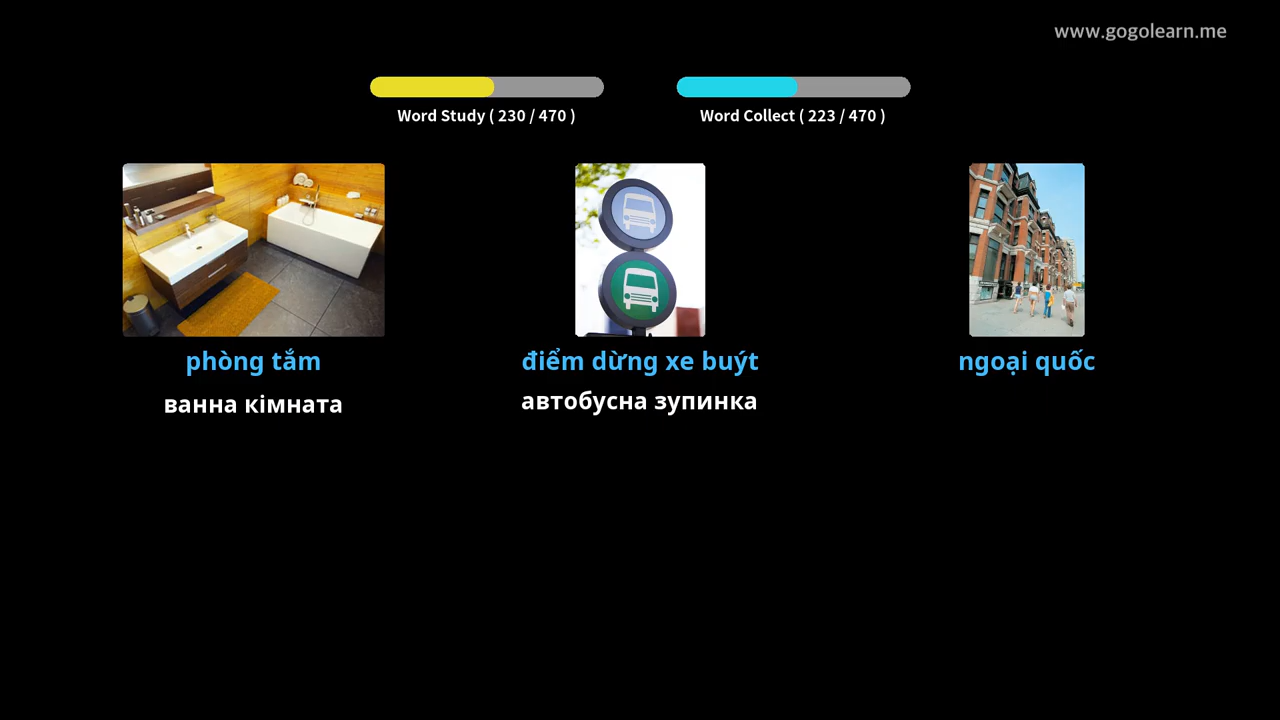 www.gogolearn.me
Word Study ( 230 / 470 )
Word Collect ( 223 / 470 )
phòng tắm
điểm dừng xe buýt
ngoại quốc
ванна кімната
автобусна зупинка